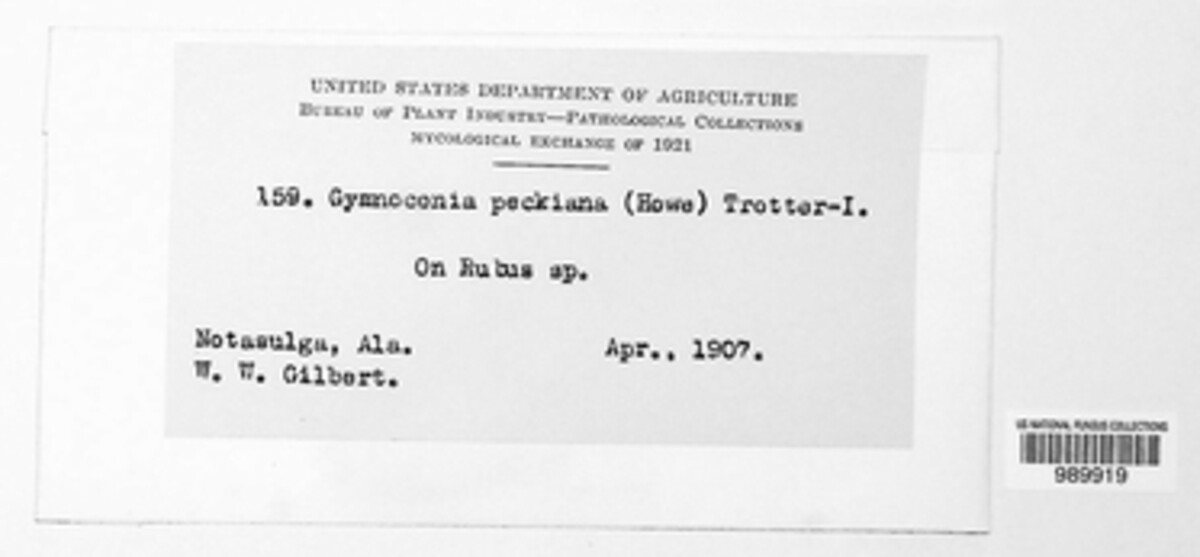 UNITED STATES DEPARTMENT OF AGRICULTURE
BUREAU OF PLANT INDUSTRY—PATHOLOGICAL COLLECTIONS
MYCOLOGICAL EXCHANGE OF 1921
159. Gymnoconia peckiana (Howe) Trotter-I.
On Rubus sp.
Notasulga, Ala. Apr., 1907.
W. W. Gilbert.
US NATIONAL FUNGUS COLLECTIONS
989919